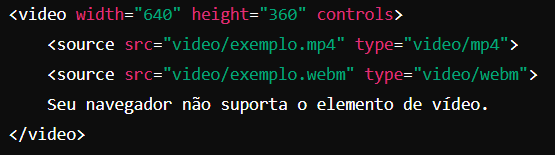 <video width="640" height="360" controls>
<source src="video/exemplo.mp4" type="video/mp4">
<source src="video/exemplo.webm" type="video/webm">
Seu navegador não suporta o elemento de vídeo.
</video>